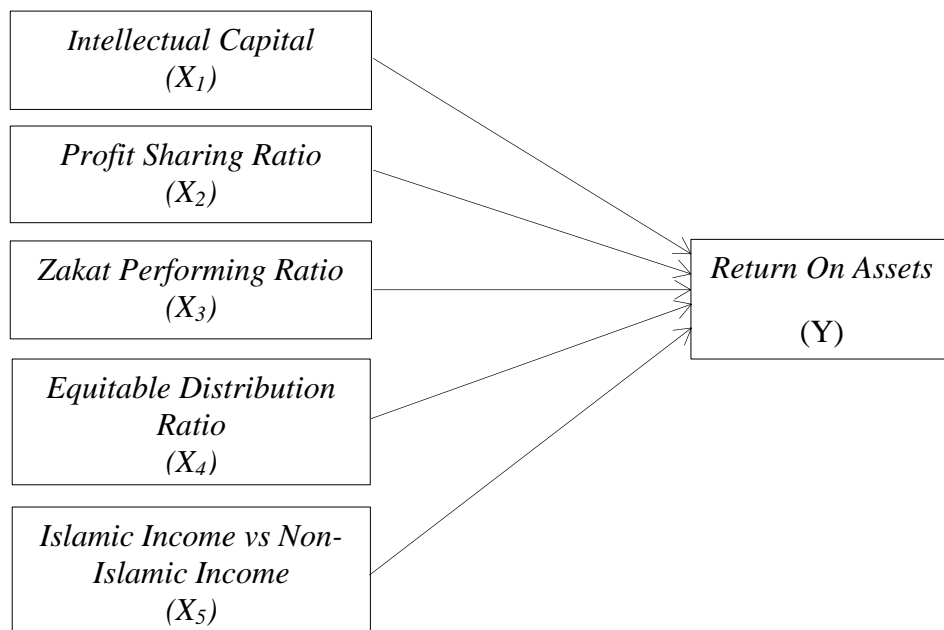 Intellectual Capital
(X₁)
Profit Sharing Ratio
(X₂)
Zakat Performing Ratio
(X₃)
Equitable Distribution
Ratio
(X₄)
Islamic Income vs Non-
Islamic Income
(X₅)
Return On Assets
(Y)